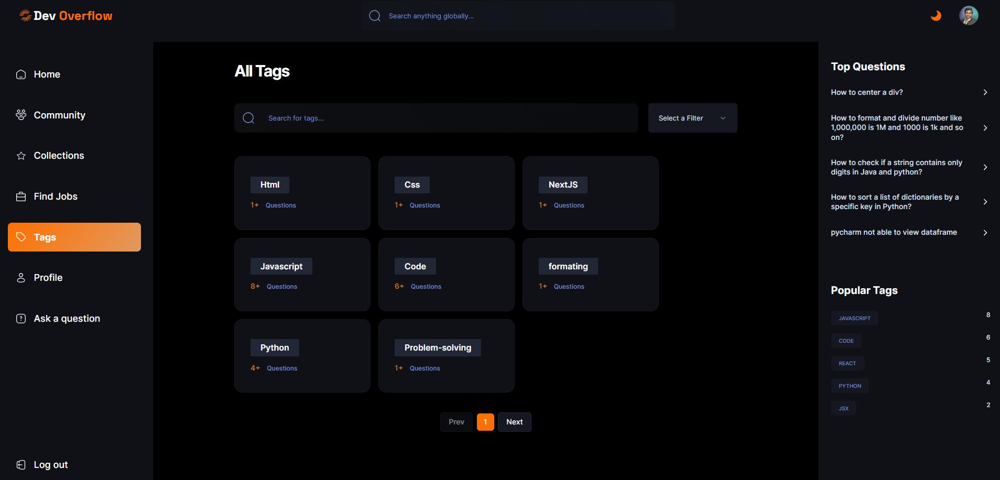 Dev Overflow
Search anything globally...
Home
Community
Collections
Find Jobs
Tags
Profile
Ask a question
Log out
All Tags
Search for tags...
Select a Filter
Html
1+ Questions
Css
1+ Questions
NextJS
1+ Questions
Javascript
8+ Questions
Code
6+ Questions
formating
1+ Questions
Python
4+ Questions
Problem-solving
1+ Questions
Prev 1 Next
Top Questions
How to center a div?
How to format and divide number like
1,000,000 is 1M and 1000 is 1k and so
on?
How to check if a string contains only
digits in Java and python?
How to sort a list of dictionaries by a
specific key in Python?
pycharm not able to view dataframe
Popular Tags
JAVASCRIPT 8
CODE 6
REACT 5
PYTHON 4
JSX 2